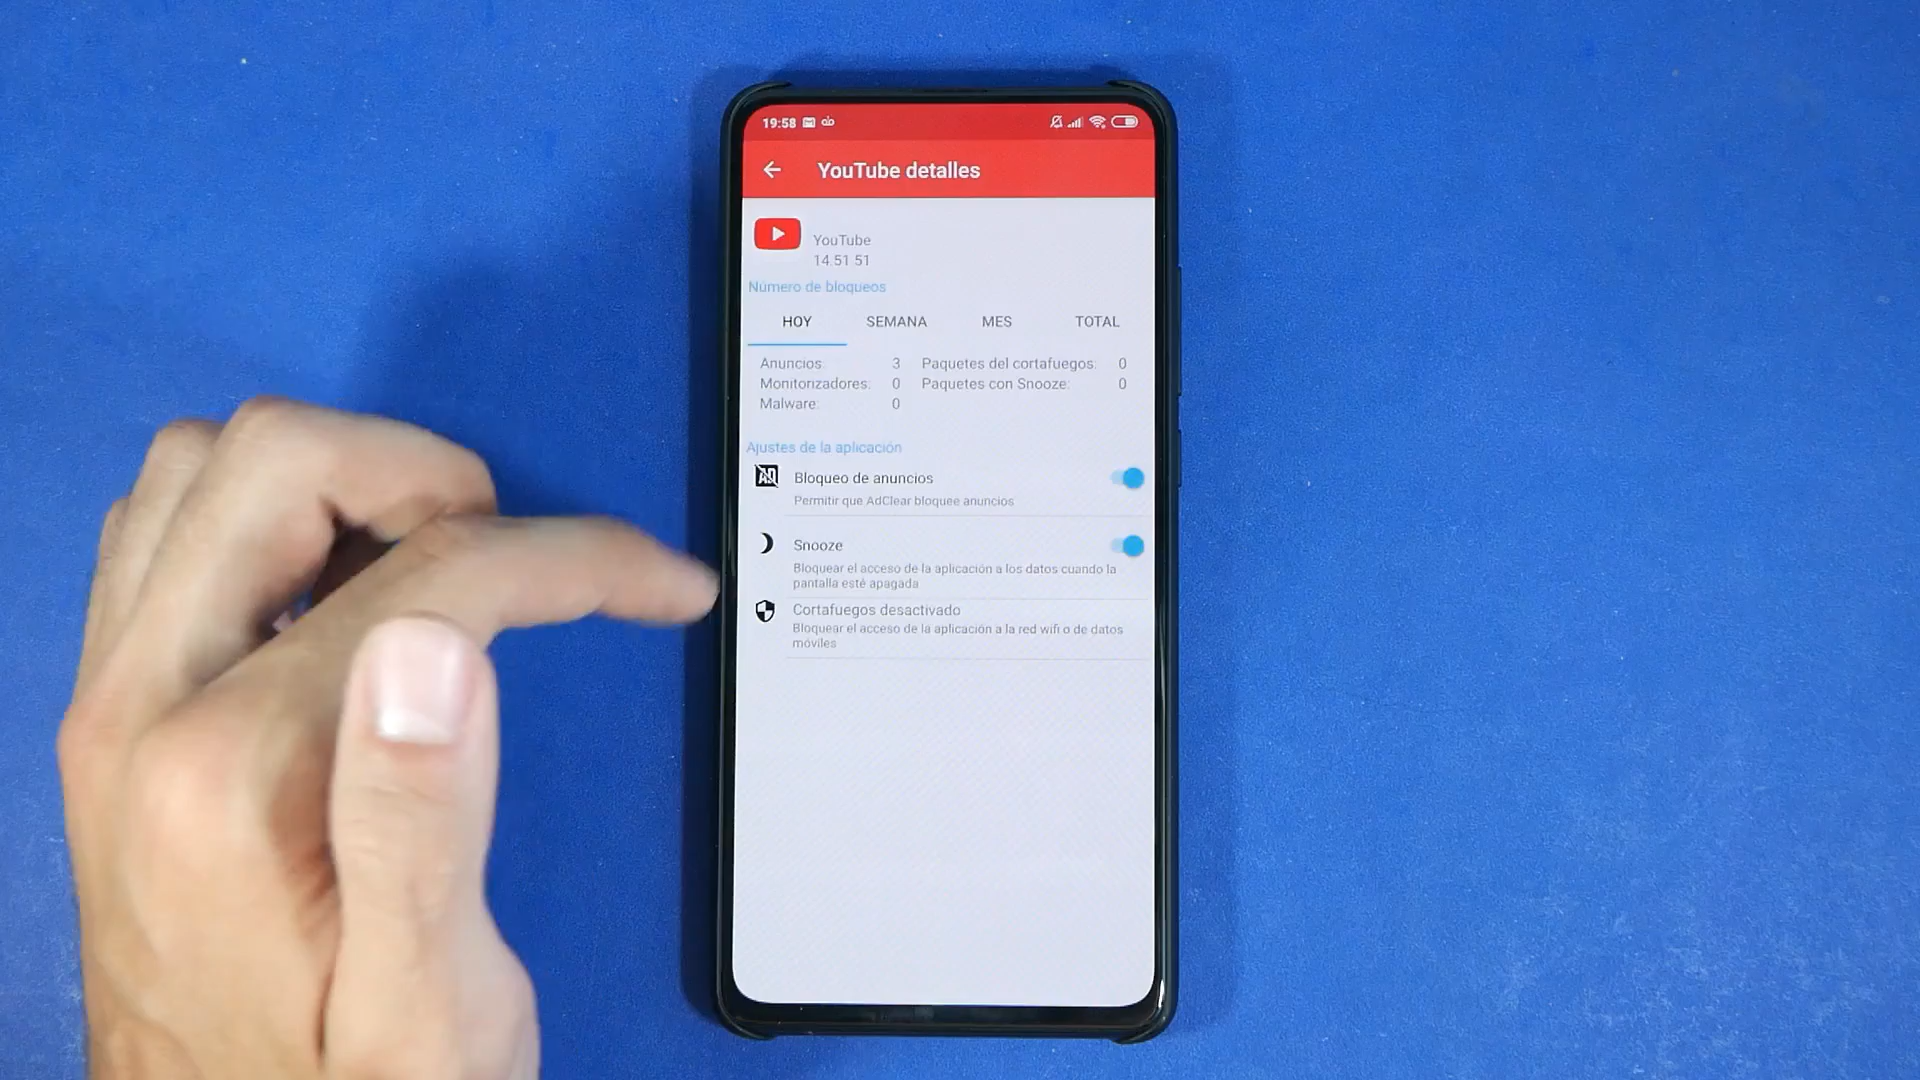 19:58
YouTube detalles
YouTube
14 51 51
Número de bloqueos
HOY SEMANA MES TOTAL
Anuncios: 3 Paquetes del cortafuegos: 0
Monitorizadores: 0 Paquetes con Snooze: 0
Malware: 0
Ajustes de la aplicación
AD Bloqueo de anuncios
Permitir que AdClear bloquee anuncios
Snooze
Bloquear el acceso de la aplicación a los datos cuando la
pantalla esté apagada
Cortafuegos desactivado
Bloquear el acceso de la aplicación a la red wifi o de datos
móviles